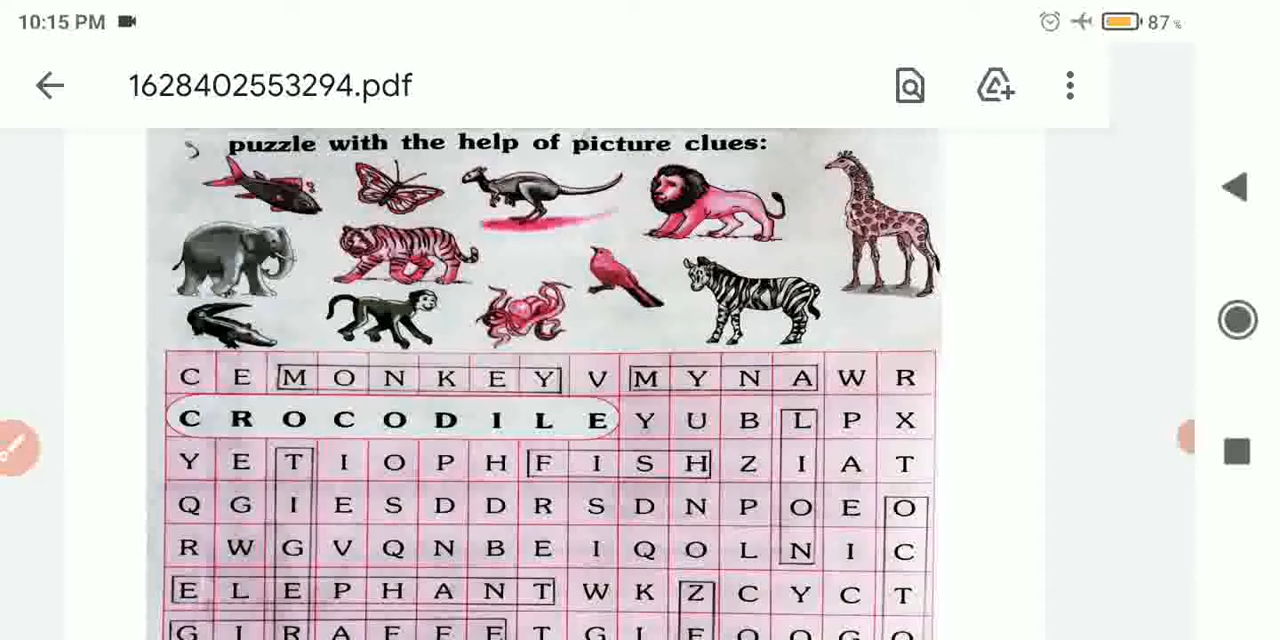 10:15 PM
87%
1628402553294.pdf
puzzle with the help of picture clues:
C E M O N K E Y V M Y N A W R
C R O C O D I L E Y U B L P X
Y E T I O P H F I S H Z I A T
Q G I E S D D R S D N P O E O
R W G V Q N B E I Q O L N I C
E L E P H A N T W K Z C Y C T
G I R A F F E T G L E O O G O